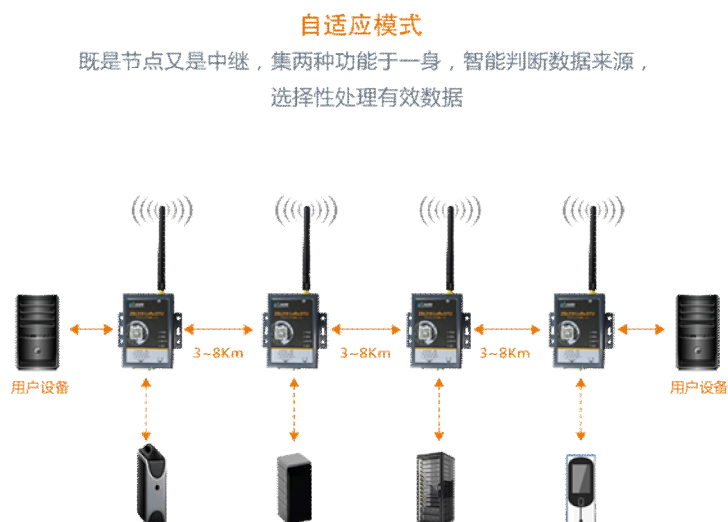 自适应模式
既是节点又是中继，集两种功能于一身，智能判断数据来源，
选择性处理有效数据
3~8Km
3~8Km
3~8Km
用户设备
用户设备